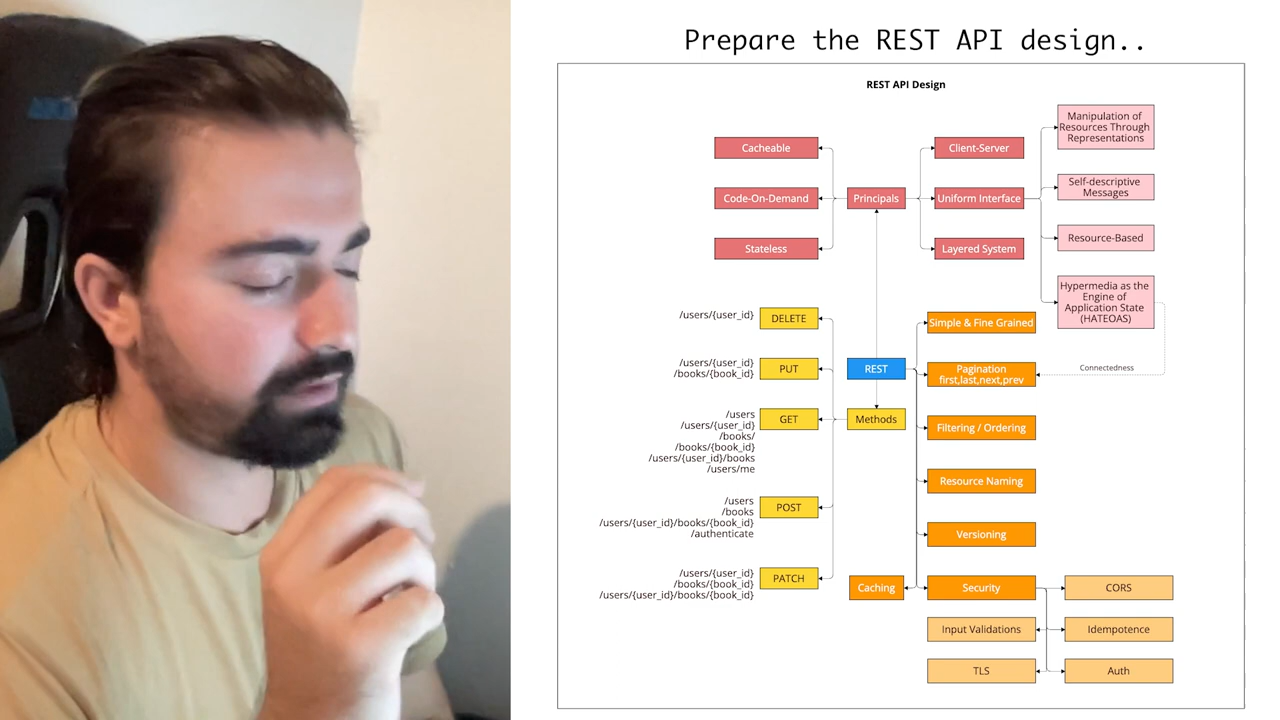 Prepare the REST API design..
REST API Design
Manipulation of
Resources Through
Representations
Cacheable
Client-Server
Self-descriptive
Messages
Code-On-Demand
Principals
Uniform Interface
Resource-Based
Stateless
Layered System
Hypermedia as the
Engine of
Application State
(HATEOAS)
/users/{user_id}
DELETE
Simple & Fine Grained
/users/{user_id}
/books/{book_id}
PUT
REST
Pagination
first,last,next,prev
Connectedness
/users
/users/{user_id}
/books/
/books/{book_id}
/users/{user_id}/books
/users/me
GET
Methods
Filtering / Ordering
Resource Naming
/users
/books
/users/{user_id}/books/{book_id}
/authenticate
POST
Versioning
/users/{user_id}
/books/{book_id}
/users/{user_id}/books/{book_id}
PATCH
Caching
Security
CORS
Input Validations
Idempotence
TLS
Auth